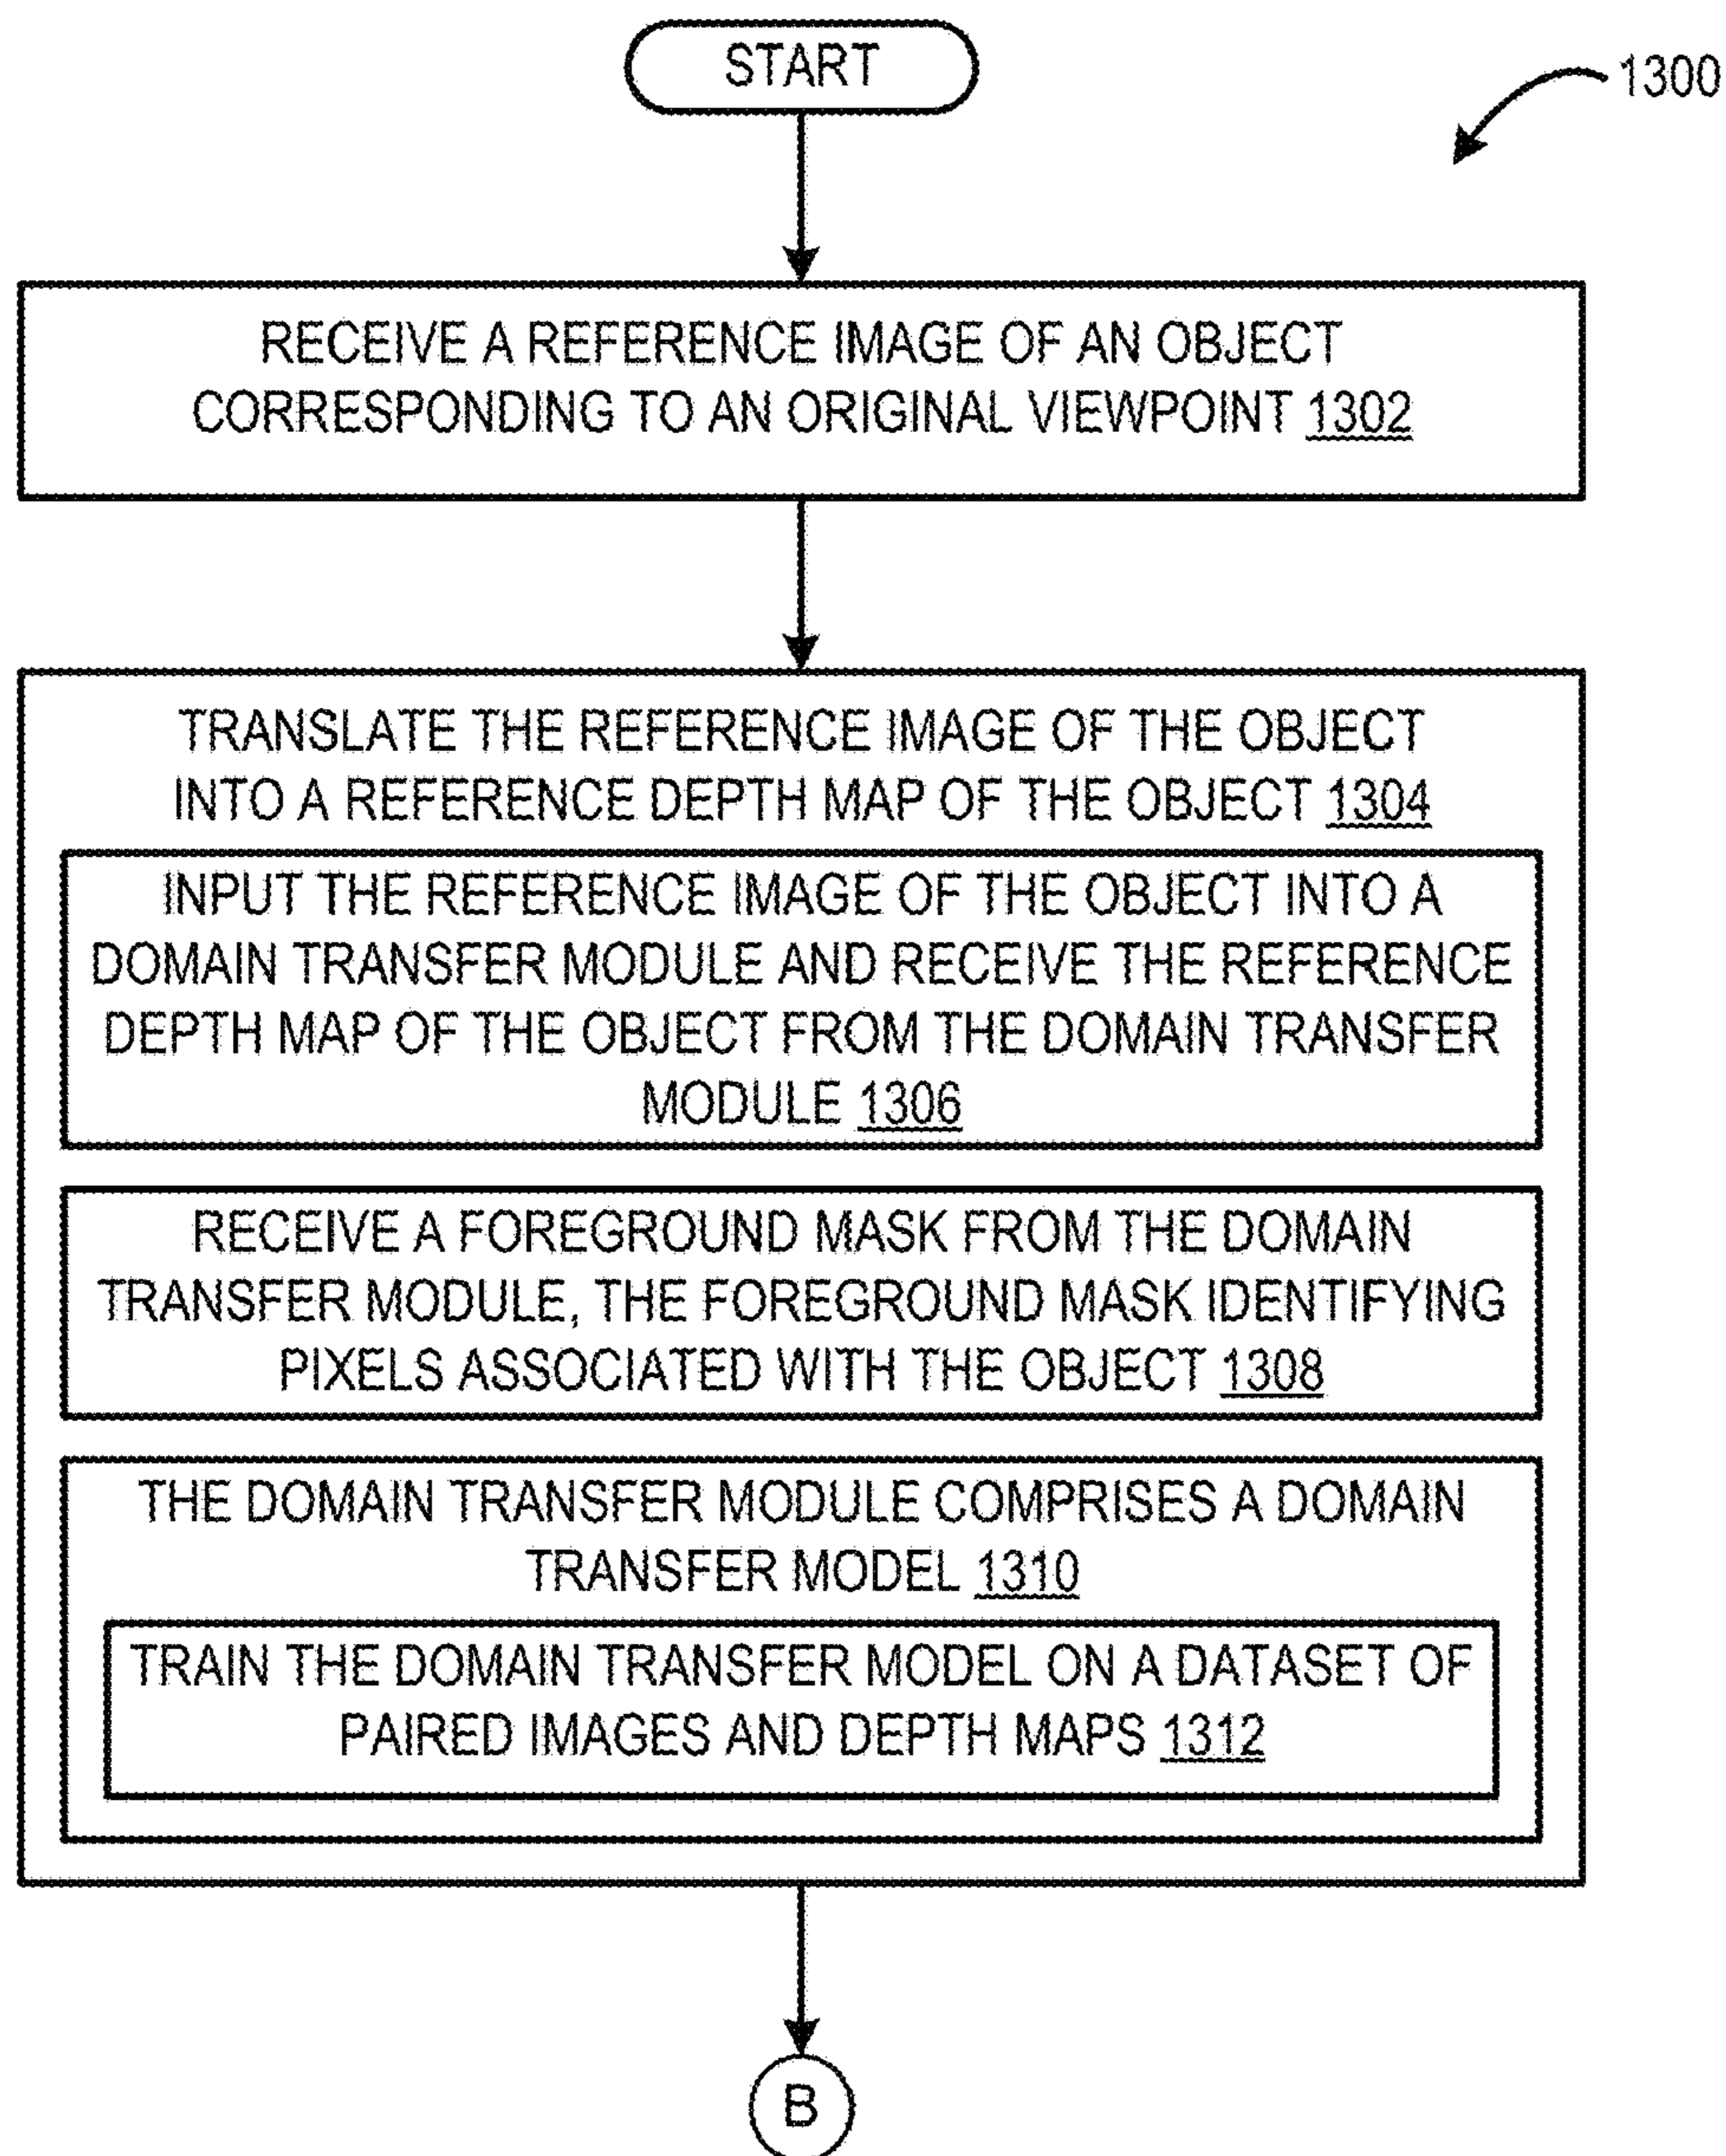 START
1300
RECEIVE A REFERENCE IMAGE OF AN OBJECT
CORRESPONDING TO AN ORIGINAL VIEWPOINT 1302
TRANSLATE THE REFERENCE IMAGE OF THE OBJECT
INTO A REFERENCE DEPTH MAP OF THE OBJECT 1304
INPUT THE REFERENCE IMAGE OF THE OBJECT INTO A
DOMAIN TRANSFER MODULE AND RECEIVE THE REFERENCE
DEPTH MAP OF THE OBJECT FROM THE DOMAIN TRANSFER
MODULE 1306
RECEIVE A FOREGROUND MASK FROM THE DOMAIN
TRANSFER MODULE, THE FOREGROUND MASK IDENTIFYING
PIXELS ASSOCIATED WITH THE OBJECT 1308
THE DOMAIN TRANSFER MODULE COMPRISES A DOMAIN
TRANSFER MODEL 1310
TRAIN THE DOMAIN TRANSFER MODEL ON A DATASET OF
PAIRED IMAGES AND DEPTH MAPS 1312
B